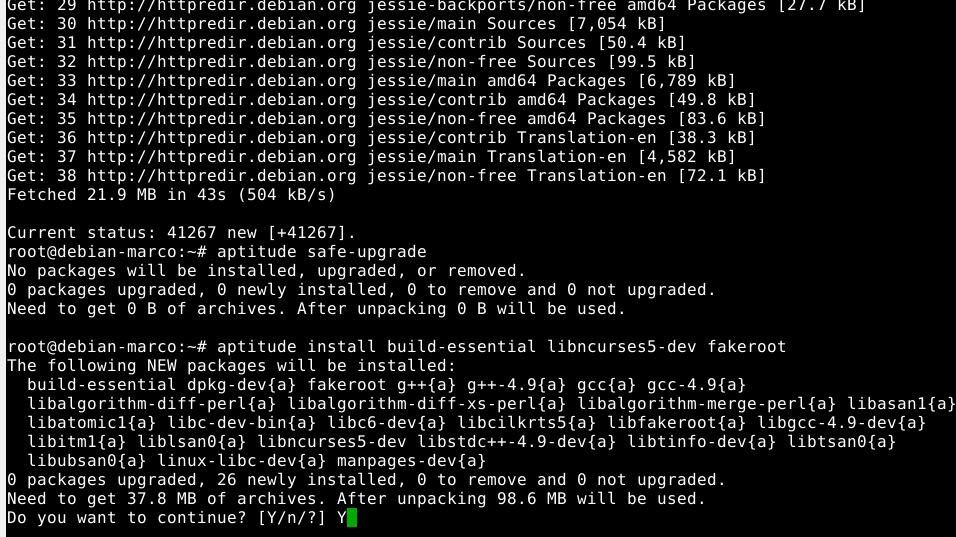 Get: 29 http://httpredir.debian.org jessie-backports/non-free amd64 Packages [27.7 kB]
Get: 30 http://httpredir.debian.org jessie/main Sources [7,054 kB]
Get: 31 http://httpredir.debian.org jessie/contrib Sources [50.4 kB]
Get: 32 http://httpredir.debian.org jessie/non-free Sources [99.5 kB]
Get: 33 http://httpredir.debian.org jessie/main amd64 Packages [6,789 kB]
Get: 34 http://httpredir.debian.org jessie/contrib amd64 Packages [49.8 kB]
Get: 35 http://httpredir.debian.org jessie/non-free amd64 Packages [83.6 kB]
Get: 36 http://httpredir.debian.org jessie/contrib Translation-en [38.3 kB]
Get: 37 http://httpredir.debian.org jessie/main Translation-en [4,582 kB]
Get: 38 http://httpredir.debian.org jessie/non-free Translation-en [72.1 kB]
Fetched 21.9 MB in 43s (504 kB/s)
Current status: 41267 new [+41267].
root@debian-marco:~# aptitude safe-upgrade
No packages will be installed, upgraded, or removed.
0 packages upgraded, 0 newly installed, 0 to remove and 0 not upgraded.
Need to get 0 B of archives. After unpacking 0 B will be used.
root@debian-marco:~# aptitude install build-essential libncurses5-dev fakeroot
The following NEW packages will be installed:
  build-essential dpkg-dev{a} fakeroot g++{a} g++-4.9{a} gcc{a} gcc-4.9{a}
  libalgorithm-diff-perl{a} libalgorithm-diff-xs-perl{a} libalgorithm-merge-perl{a} libasan1{a}
  libatomic1{a} libc-dev-bin{a} libc6-dev{a} libcilkrts5{a} libfakeroot{a} libgcc-4.9-dev{a}
  libitm1{a} liblsan0{a} libncurses5-dev libstdc++-4.9-dev{a} libtinfo-dev{a} libtsan0{a}
  libubsan0{a} linux-libc-dev{a} manpages-dev{a}
0 packages upgraded, 26 newly installed, 0 to remove and 0 not upgraded.
Need to get 37.8 MB of archives. After unpacking 98.6 MB will be used.
Do you want to continue? [Y/n/?] Y